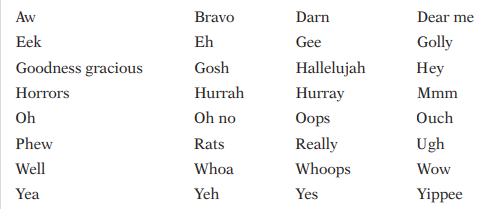 Aw Bravo Darn Dear me
Eek Eh Gee Golly
Goodness gracious Gosh Hallelujah Hey
Horrors Hurrah Hurray Mmm
Oh Oh no Oops Ouch
Phew Rats Really Ugh
Well Whoa Whoops Wow
Yea Yeh Yes Yippee